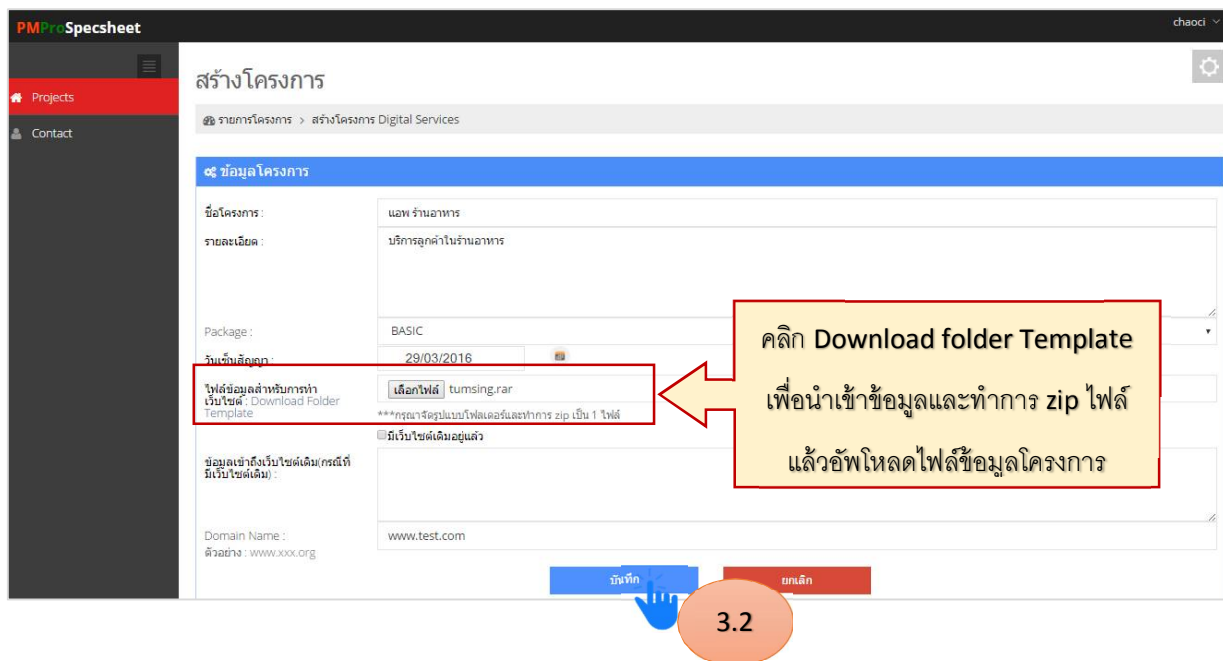 PMProSpecsheet
chaoci
Projects
Contact
สร้างโครงการ
รายการโครงการ > สร้างโครงการ Digital Services
ข้อมูลโครงการ
ชื่อโครงการ :
แอพ ร้านอาหาร
รายละเอียด :
บริการลูกค้าในร้านอาหาร
Package :
BASIC
วันเซ็นสัญญา :
29/03/2016
ไฟล์ข้อมูลสำหรับการทำ
เว็บไซต์ : Download Folder
Template
เลือกไฟล์ tumsing.rar
***กรุณาจัดรูปแบบโฟลเดอร์และทำการ zip เป็น 1 ไฟล์
มีเว็บไซต์เดิมอยู่แล้ว
ข้อมูลเข้าถึงเว็บไซต์เดิม(กรณีที่
มีเว็บไซต์เดิม) :
Domain Name :
ตัวอย่าง : www.xxx.org
www.test.com
บันทึก
ยกเลิก
คลิก Download folder Template
เพื่อนำเข้าข้อมูลและทำการ zip ไฟล์
แล้วอัพโหลดไฟล์ข้อมูลโครงการ
3.2